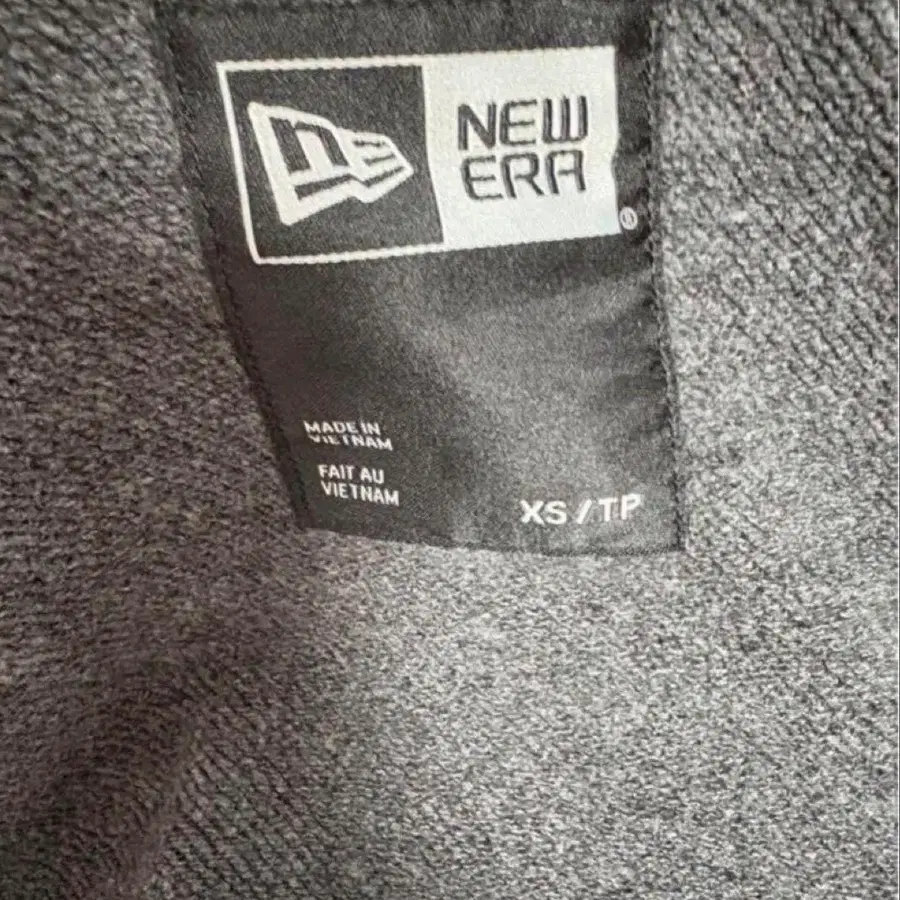 NEW
ERA
®
MADE IN
VIETNAM
FAIT AU
VIETNAM
XS / TP